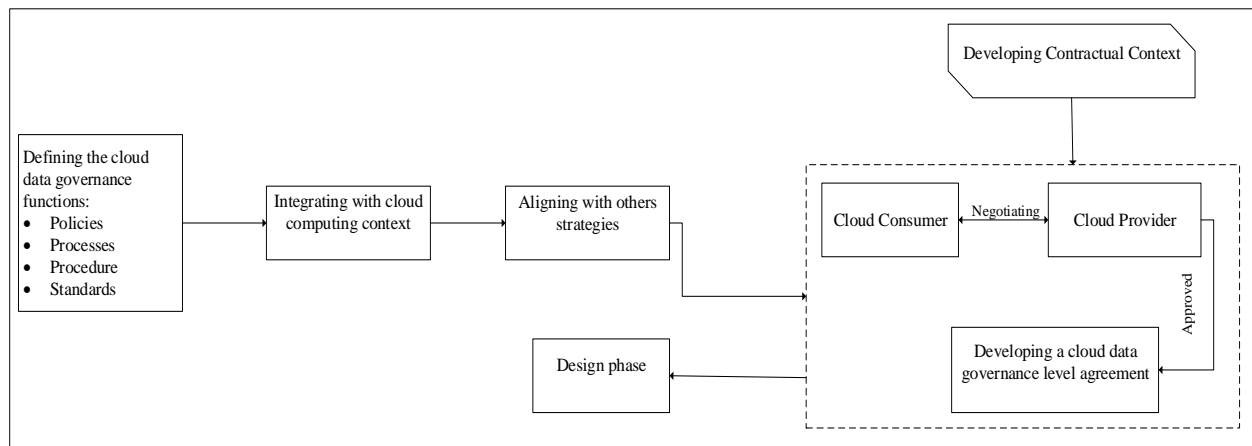 Developing Contractual Context
Defining the cloud
data governance
functions:
• Policies
• Processes
• Procedure
• Standards
Integrating with cloud
computing context
Aligning with others
strategies
Cloud Consumer
Negotiating
Cloud Provider
Approved
Developing a cloud data
governance level agreement
Design phase